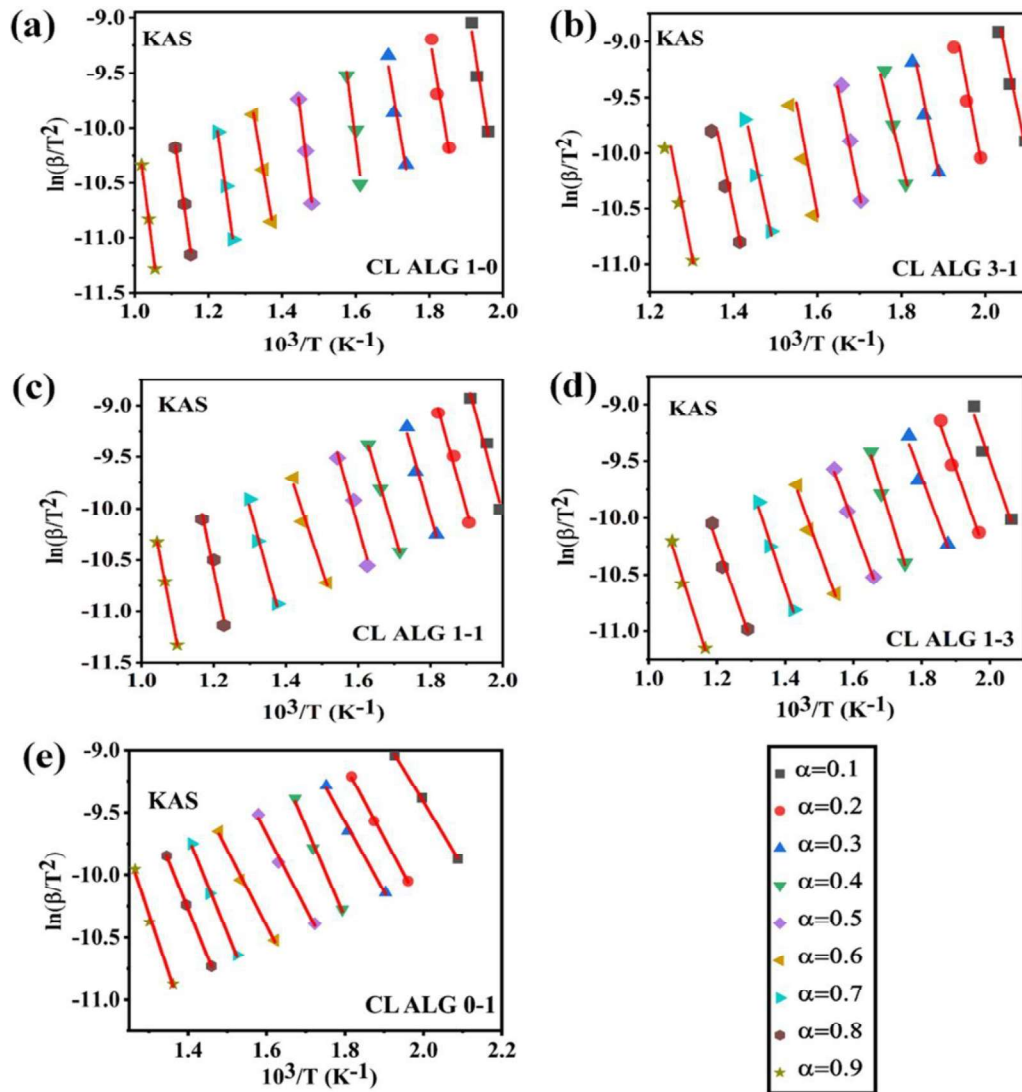 (a)
KAS
-9.0
-9.5
-10.0
-10.5
-11.0
-11.5
ln(β/T²)
CL ALG 1-0
1.0 1.2 1.4 1.6 1.8 2.0
10³/T (K⁻¹)
(b)
KAS
-9.0
-9.5
-10.0
-10.5
-11.0
ln(β/T²)
CL ALG 3-1
1.2 1.4 1.6 1.8 2.0
10³/T (K⁻¹)
(c)
KAS
-9.0
-9.5
-10.0
-10.5
-11.0
-11.5
ln(β/T²)
CL ALG 1-1
1.0 1.2 1.4 1.6 1.8 2.0
10³/T (K⁻¹)
(d)
KAS
-9.0
-9.5
-10.0
-10.5
-11.0
ln(β/T²)
CL ALG 1-3
1.0 1.2 1.4 1.6 1.8 2.0
10³/T (K⁻¹)
(e)
KAS
-9.0
-9.5
-10.0
-10.5
-11.0
ln(β/T²)
CL ALG 0-1
1.4 1.6 1.8 2.0 2.2
10³/T (K⁻¹)
α=0.1
α=0.2
α=0.3
α=0.4
α=0.5
α=0.6
α=0.7
α=0.8
α=0.9